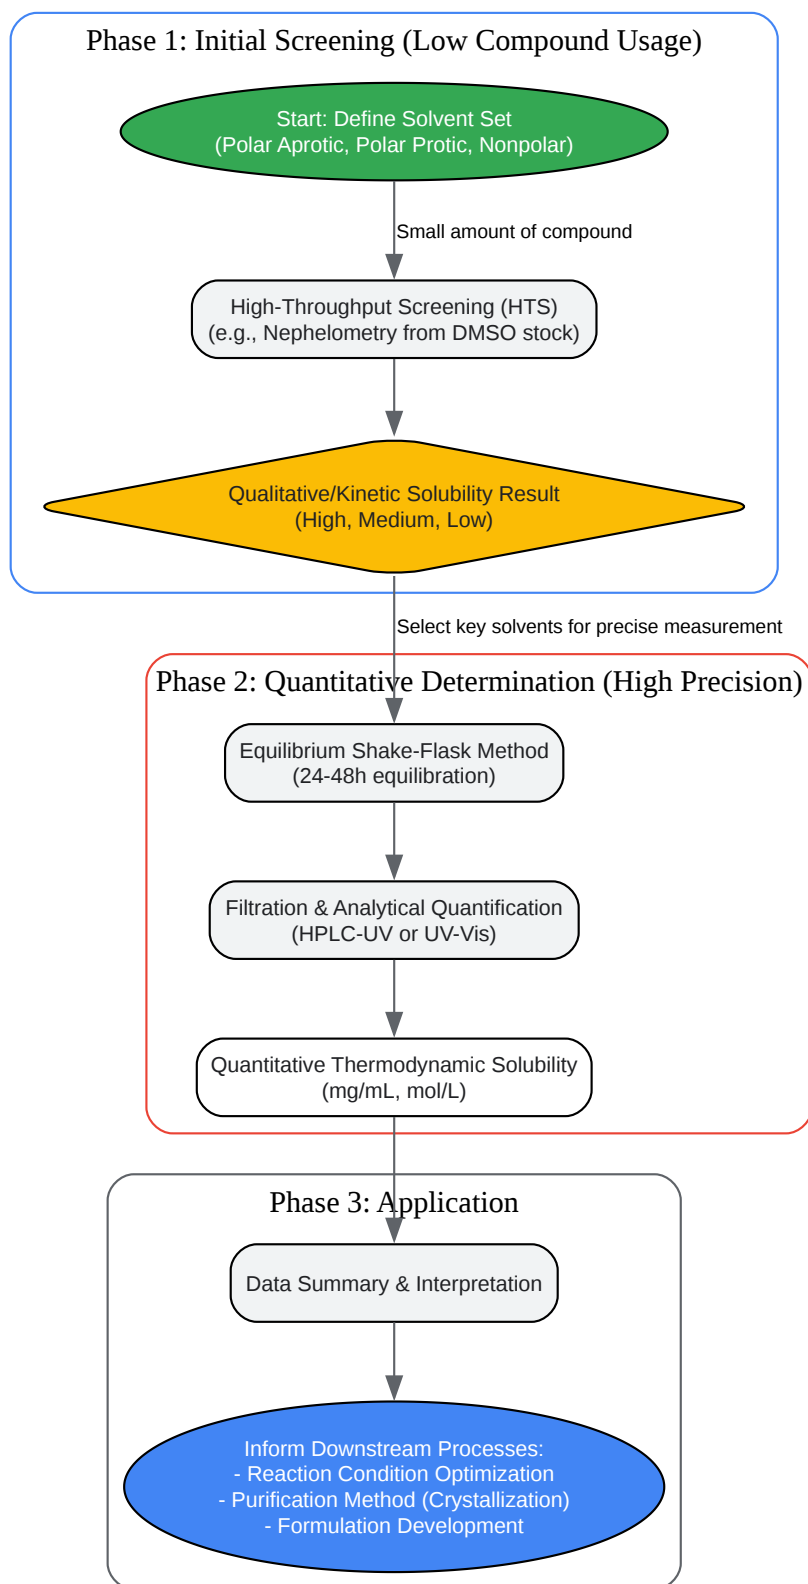 Phase 1: Initial Screening (Low Compound Usage)
Start: Define Solvent Set
(Polar Aprotic, Polar Protic, Nonpolar)
Small amount of compound
High-Throughput Screening (HTS)
(e.g., Nephelometry from DMSO stock)
Qualitative/Kinetic Solubility Result
(High, Medium, Low)
Select key solvents for precise measurement
Phase 2: Quantitative Determination (High Precision)
Equilibrium Shake-Flask Method
(24-48h equilibration)
Filtration & Analytical Quantification
(HPLC-UV or UV-Vis)
Quantitative Thermodynamic Solubility
(mg/mL, mol/L)
Phase 3: Application
Data Summary & Interpretation
Inform Downstream Processes:
- Reaction Condition Optimization
- Purification Method (Crystallization)
- Formulation Development